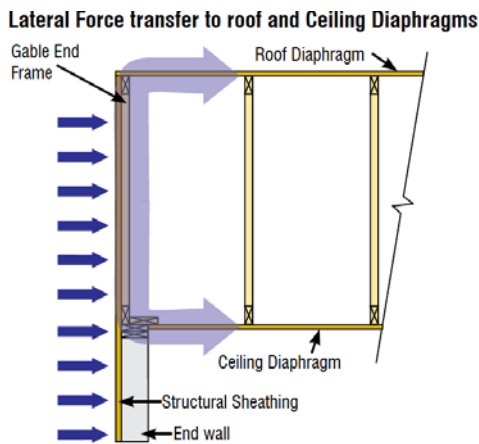 Lateral Force transfer to roof and Ceiling Diaphragms
Gable End
Frame
Roof Diaphragm
Ceiling Diaphragm
Structural Sheathing
End wall